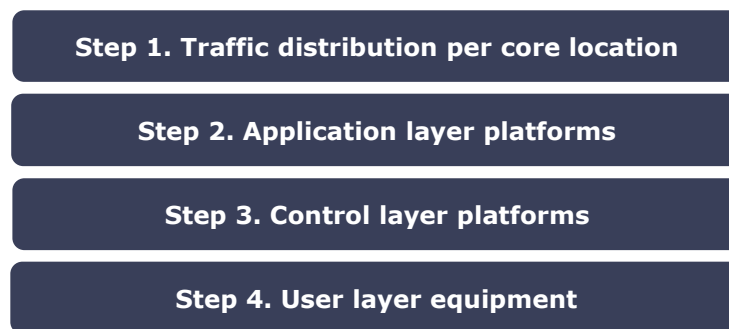 Step 1. Traffic distribution per core location
Step 2. Application layer platforms
Step 3. Control layer platforms
Step 4. User layer equipment